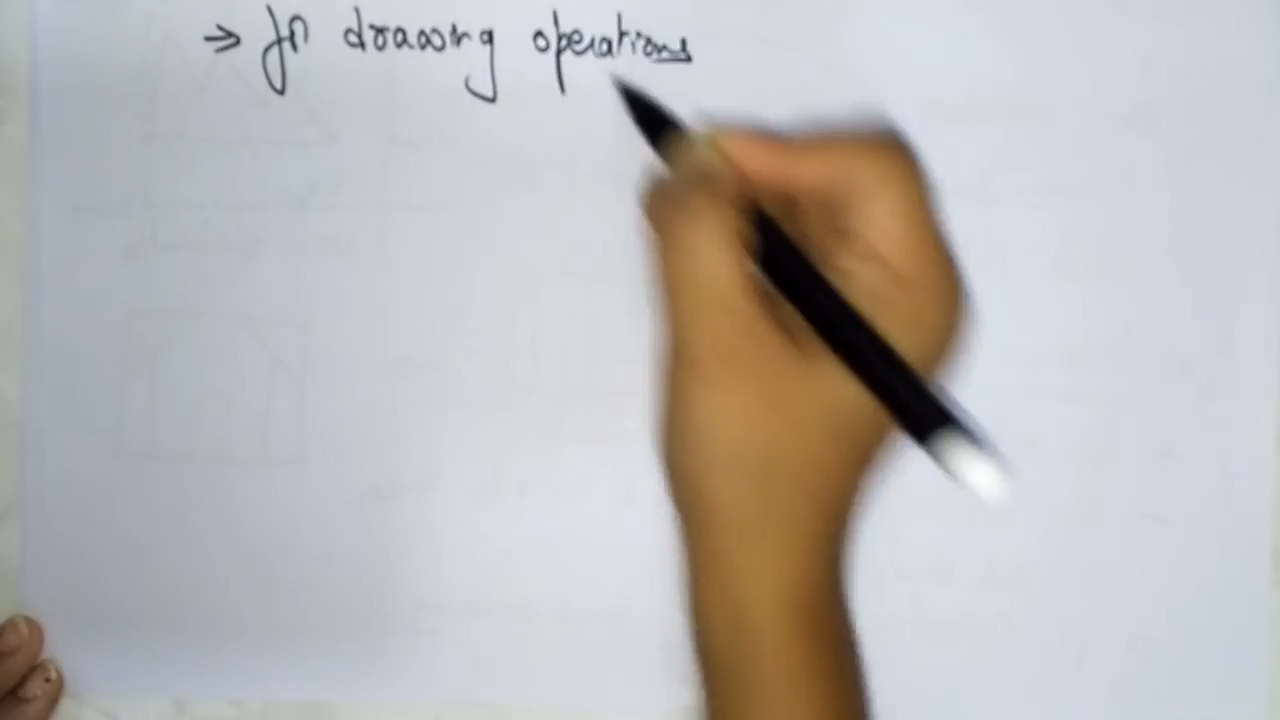 → In drawing operations